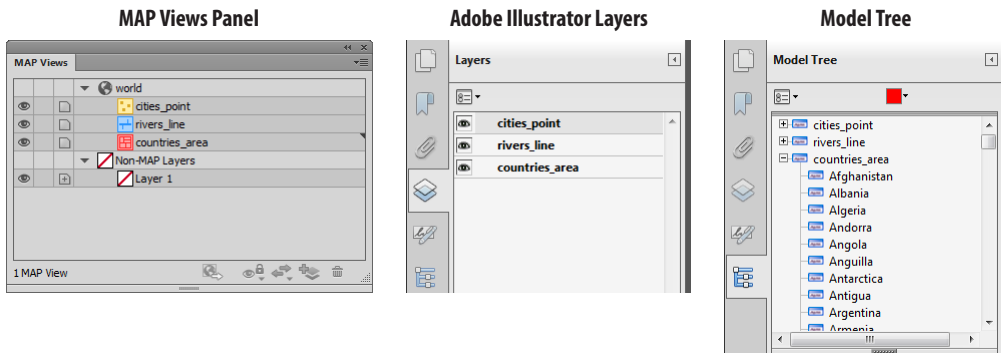 MAP Views Panel
MAP Views
world
cities_point
rivers_line
countries_area
Non-MAP Layers
Layer 1
1 MAP View
Adobe Illustrator Layers
Layers
cities_point
rivers_line
countries_area
Model Tree
Model Tree
cities_point
rivers_line
countries_area
Afghanistan
Albania
Algeria
Andorra
Angola
Anguilla
Antarctica
Antigua
Argentina
Armenia